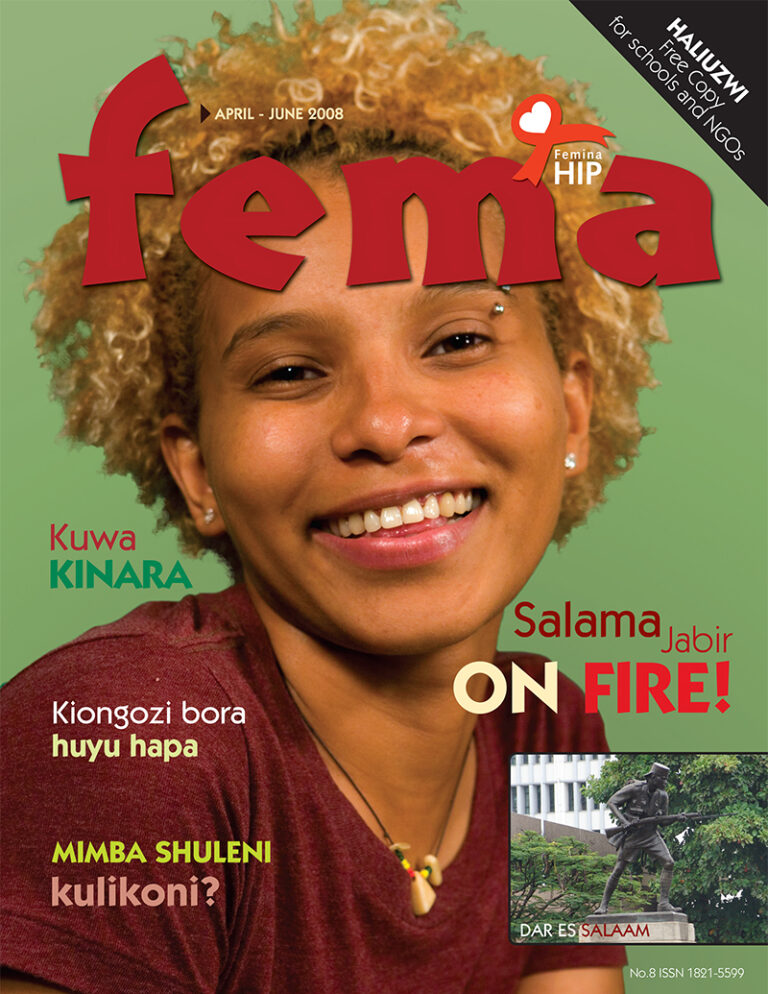 HALIUZWI
Free Copy
for schools and NGOs
APRIL - JUNE 2008
fema
Femina
HIP
Kuwa
KINARA
Salama Jabir
ON FIRE!
Kiongozi bora
huyu hapa
MIMBA SHULENI
kulikoni?
DAR ES SALAAM
No.8 ISSN 1821-5599